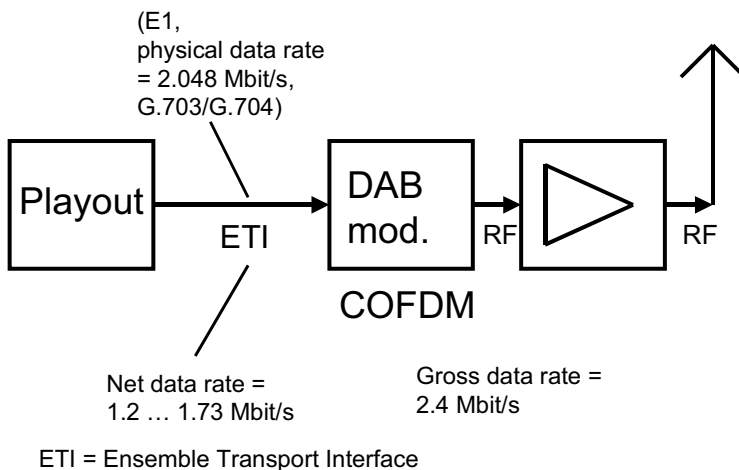 (E1,
physical data rate
= 2.048 Mbit/s,
G.703/G.704)
Playout
ETI
DAB
mod.
RF
RF
COFDM
Net data rate =
1.2 … 1.73 Mbit/s
Gross data rate =
2.4 Mbit/s
ETI = Ensemble Transport Interface